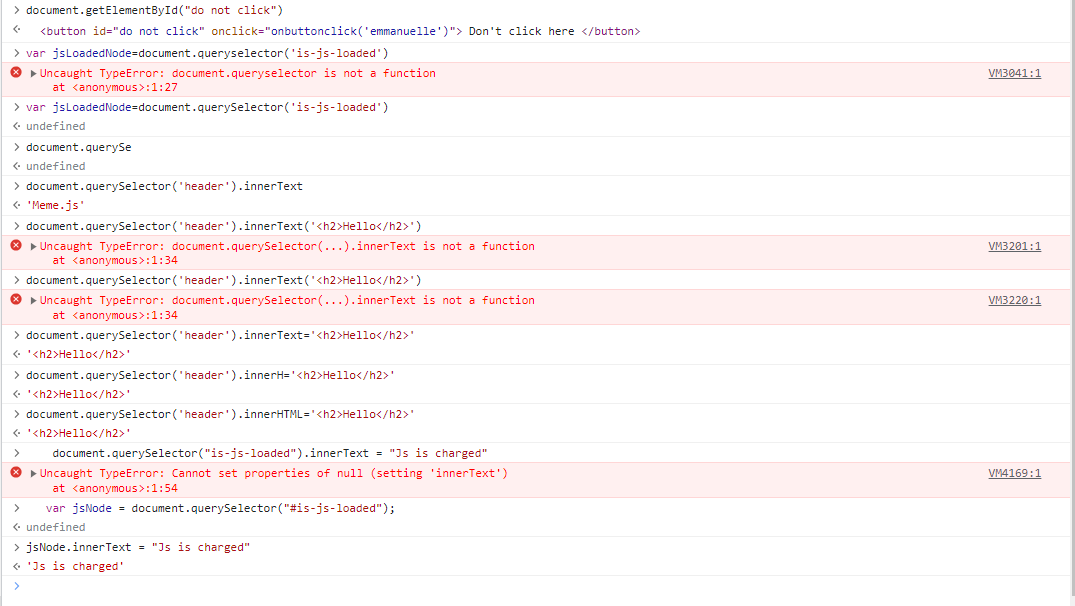 > document.getElementById("do not click")
<button id="do not click" onclick="onbuttonclick('emmanuelle')"> Don't click here </button>
> var jsLoadedNode=document.queryselector('is-js-loaded')
Uncaught TypeError: document.queryselector is not a function VM3041:1
at <anonymous>:1:27
> var jsLoadedNode=document.querySelector('is-js-loaded')
undefined
> document.querySe
undefined
> document.querySelector('header').innerText
'Meme.js'
> document.querySelector('header').innerText('<h2>Hello</h2>')
Uncaught TypeError: document.querySelector(...).innerText is not a function VM3201:1
at <anonymous>:1:34
> document.querySelector('header').innerText('<h2>Hello</h2>')
Uncaught TypeError: document.querySelector(...).innerText is not a function VM3220:1
at <anonymous>:1:34
> document.querySelector('header').innerText='<h2>Hello</h2>'
'<h2>Hello</h2>'
> document.querySelector('header').innerH='<h2>Hello</h2>'
'<h2>Hello</h2>'
> document.querySelector('header').innerHTML='<h2>Hello</h2>'
'<h2>Hello</h2>'
> document.querySelector("is-js-loaded").innerText = "Js is charged"
Uncaught TypeError: Cannot set properties of null (setting 'innerText') VM4169:1
at <anonymous>:1:54
> var jsNode = document.querySelector("#is-js-loaded");
undefined
> jsNode.innerText = "Js is charged"
'Js is charged'
>